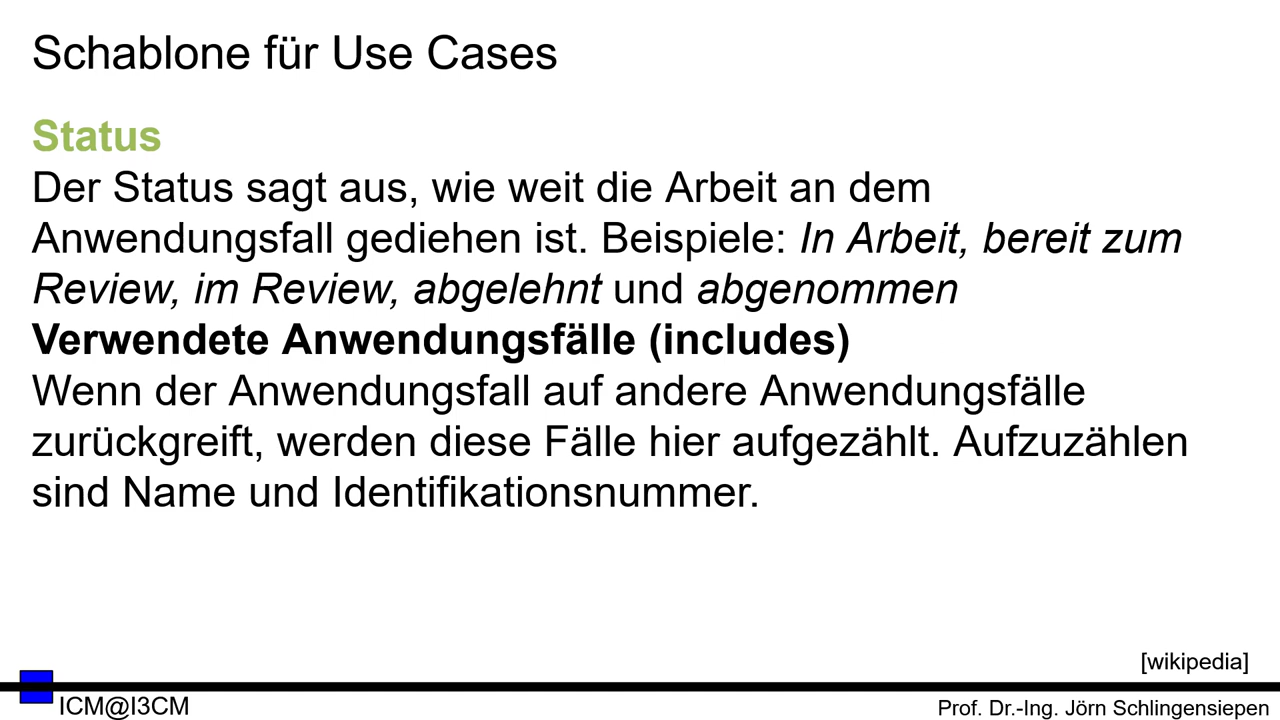 Schablone für Use Cases
Status
Der Status sagt aus, wie weit die Arbeit an dem
Anwendungsfall gediehen ist. Beispiele: In Arbeit, bereit zum
Review, im Review, abgelehnt und abgenommen
Verwendete Anwendungsfälle (includes)
Wenn der Anwendungsfall auf andere Anwendungsfälle
zurückgreift, werden diese Fälle hier aufgezählt. Aufzuzählen
sind Name und Identifikationsnummer.
[wikipedia]
ICM@I3CM
Prof. Dr.-Ing. Jörn Schlingensiepen